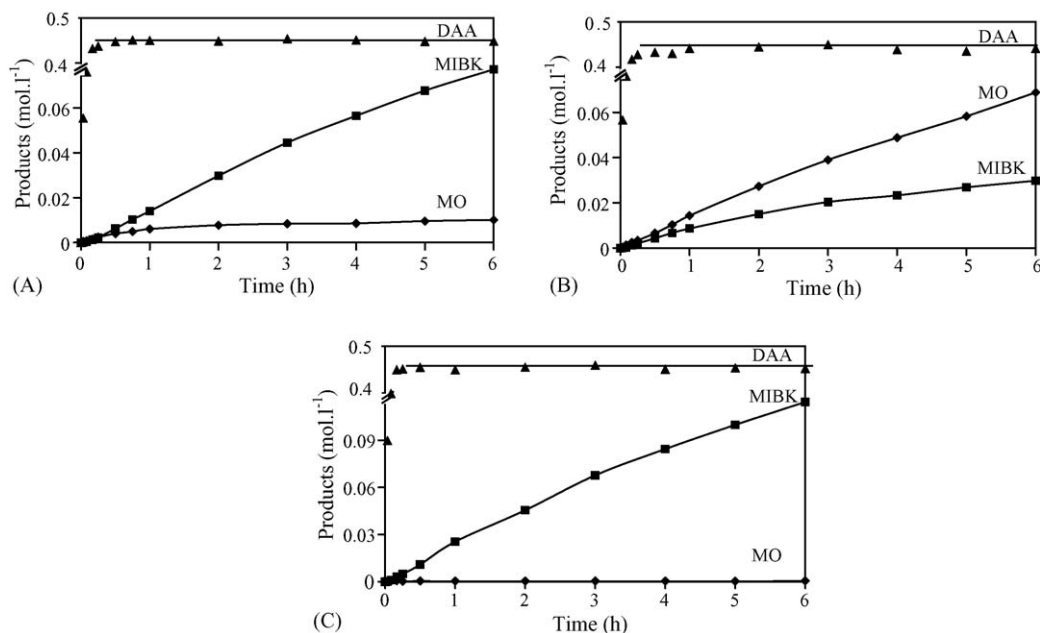 0.5
DAA
0.4
MIBK
0.06
0.04
0.02
MO
0
0 1 2 3 4 5 6
Products (mol.l⁻¹)
Time (h)
(A)
0.5
DAA
0.4
0.06
MO
0.04
MIBK
0.02
0
0 1 2 3 4 5 6
Products (mol.l⁻¹)
Time (h)
(B)
0.5
DAA
0.4
MIBK
0.09
0.06
0.03
MO
0
0 1 2 3 4 5 6
Products (mol.l⁻¹)
Time (h)
(C)